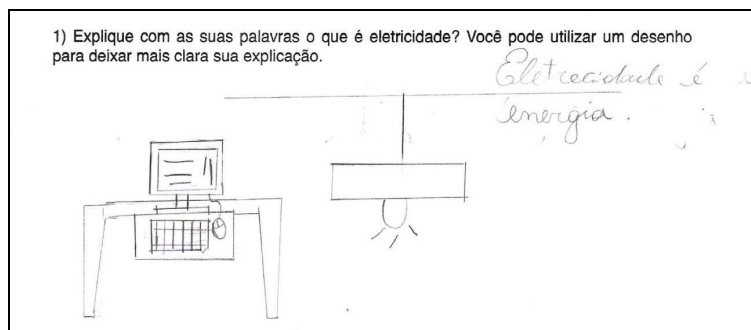 1) Explique com as suas palavras o que é eletricidade? Você pode utilizar um desenho
para deixar mais clara sua explicação.
Eletrecidade é
energia.